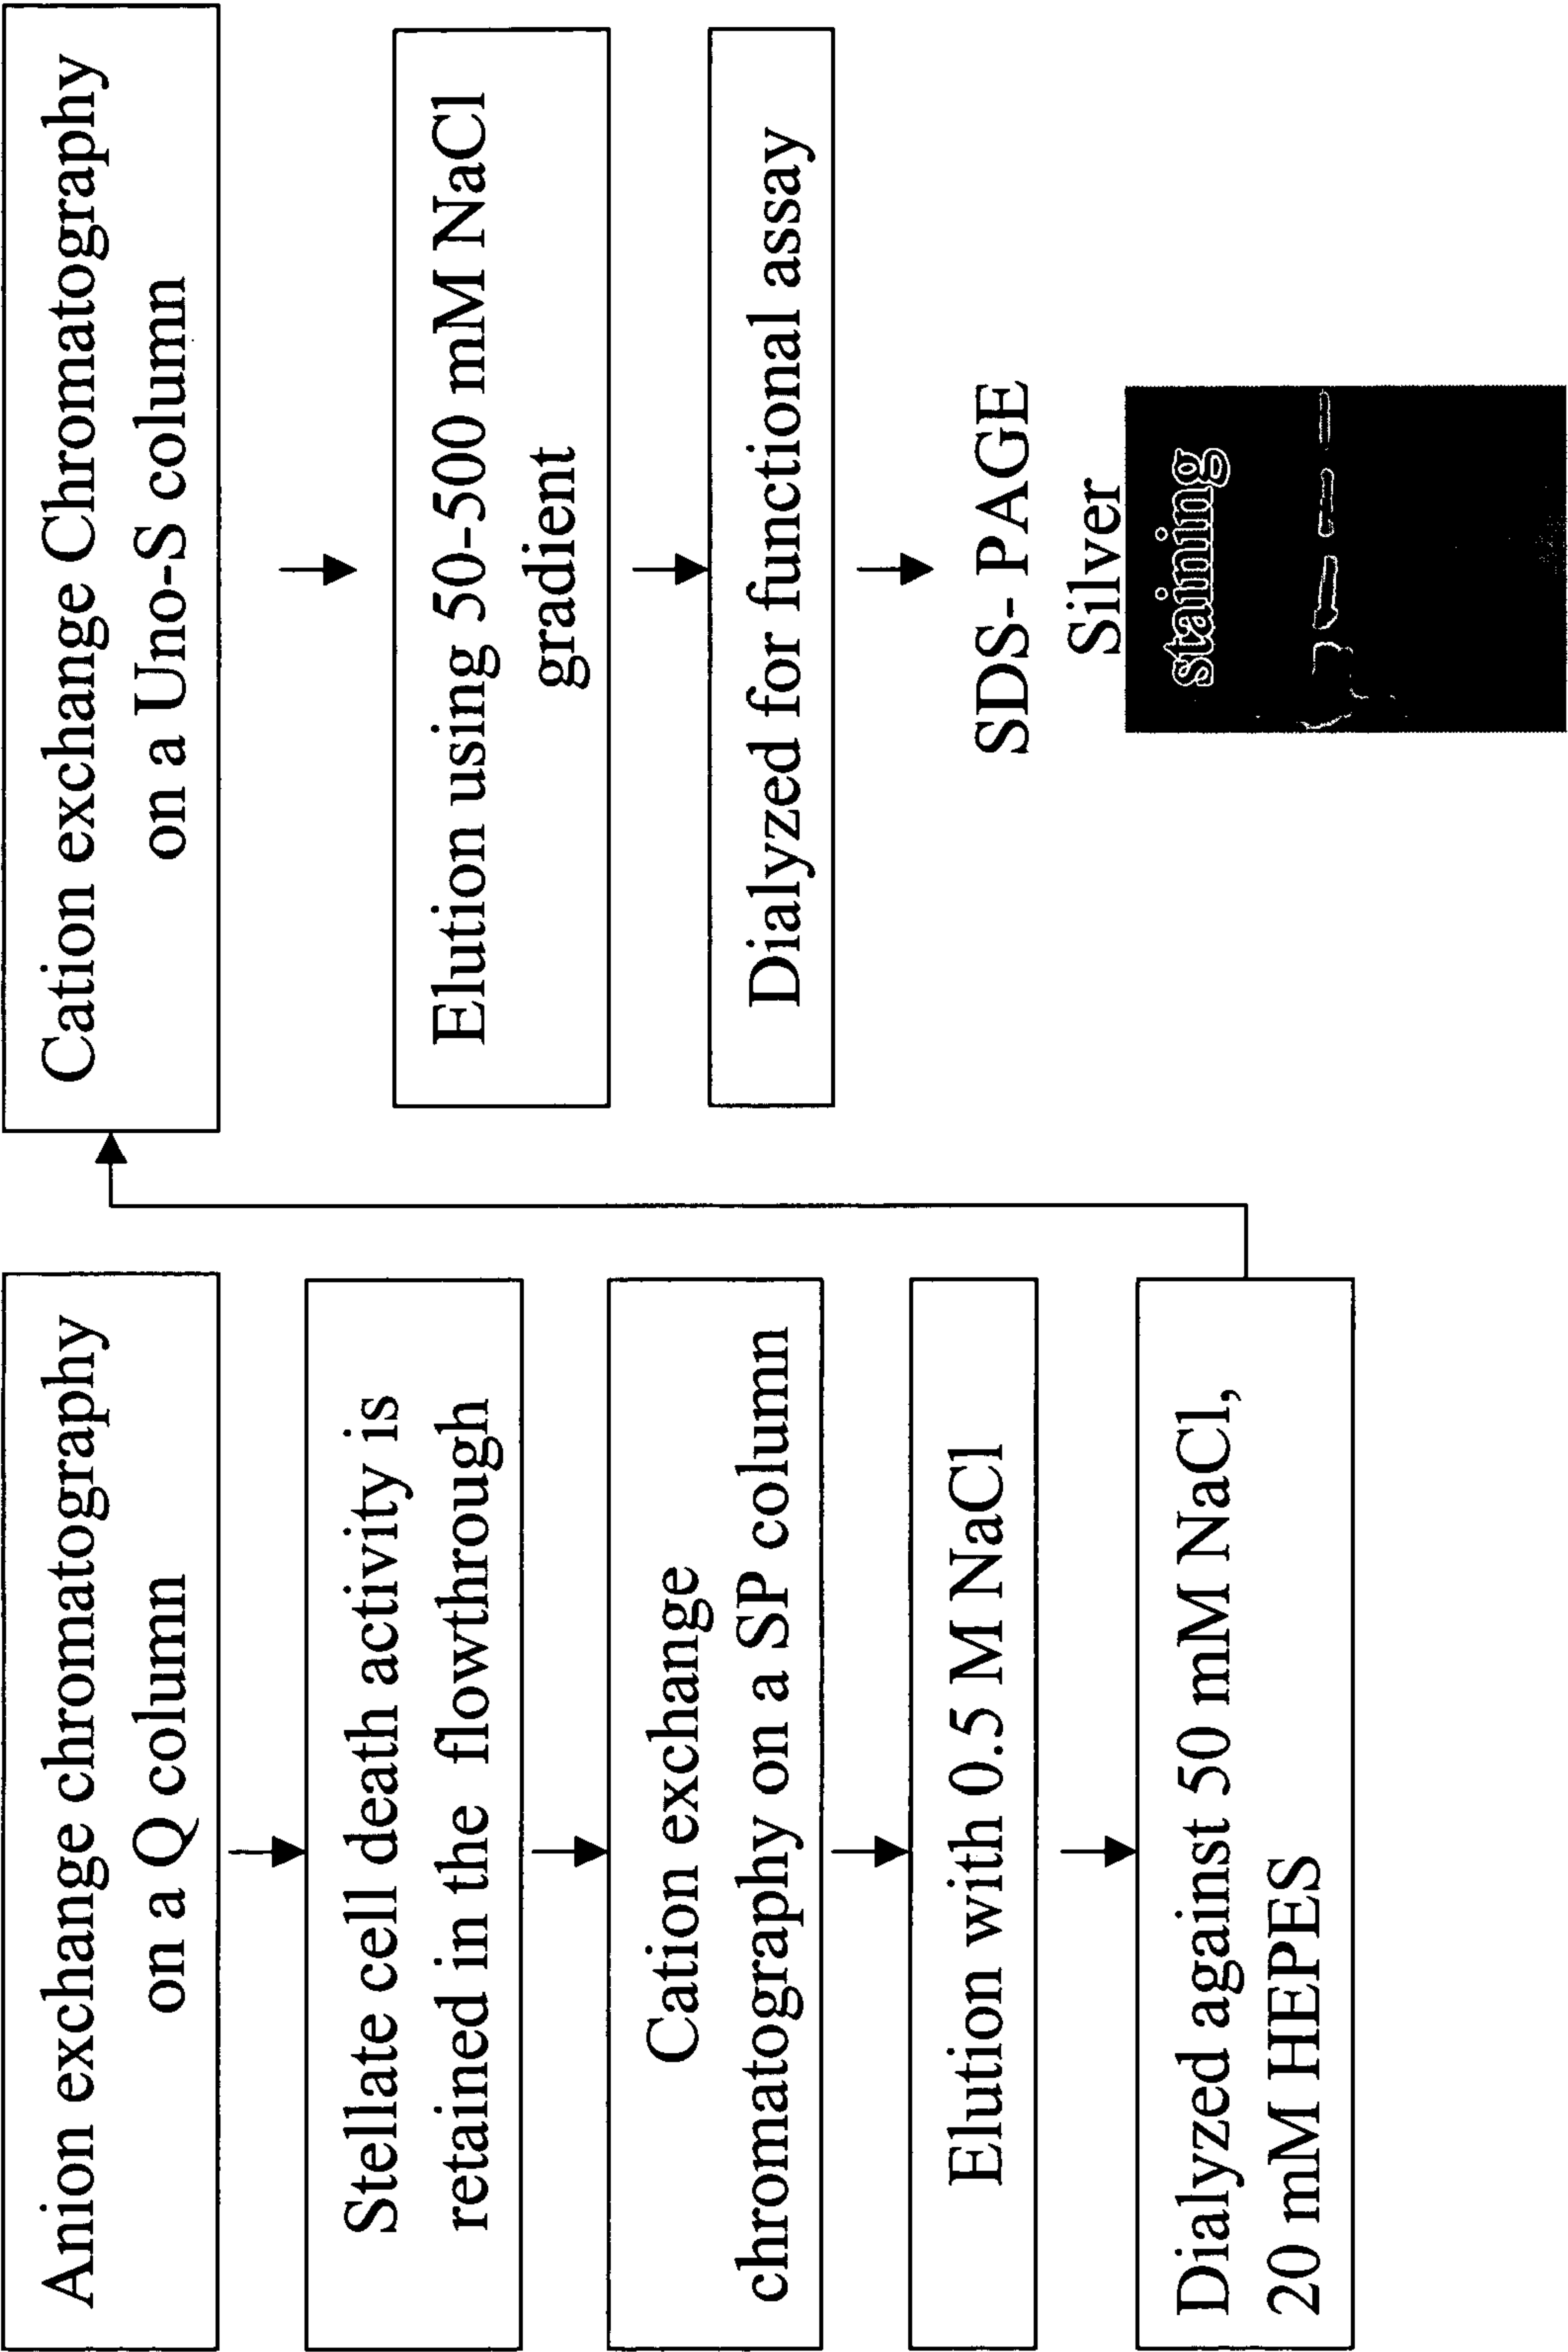 Anion exchange chromatography
on a Q column
Stellate cell death activity is
retained in the flowthrough
Cation exchange
chromatography on a SP column
Elution with 0.5 M NaCl
Dialyzed against 50 mM NaCl,
20 mM HEPES
Cation exchange Chromatography
on a Uno-S column
Elution using 50-500 mM NaCl
gradient
Dialyzed for functional assay
SDS- PAGE
Silver
staining